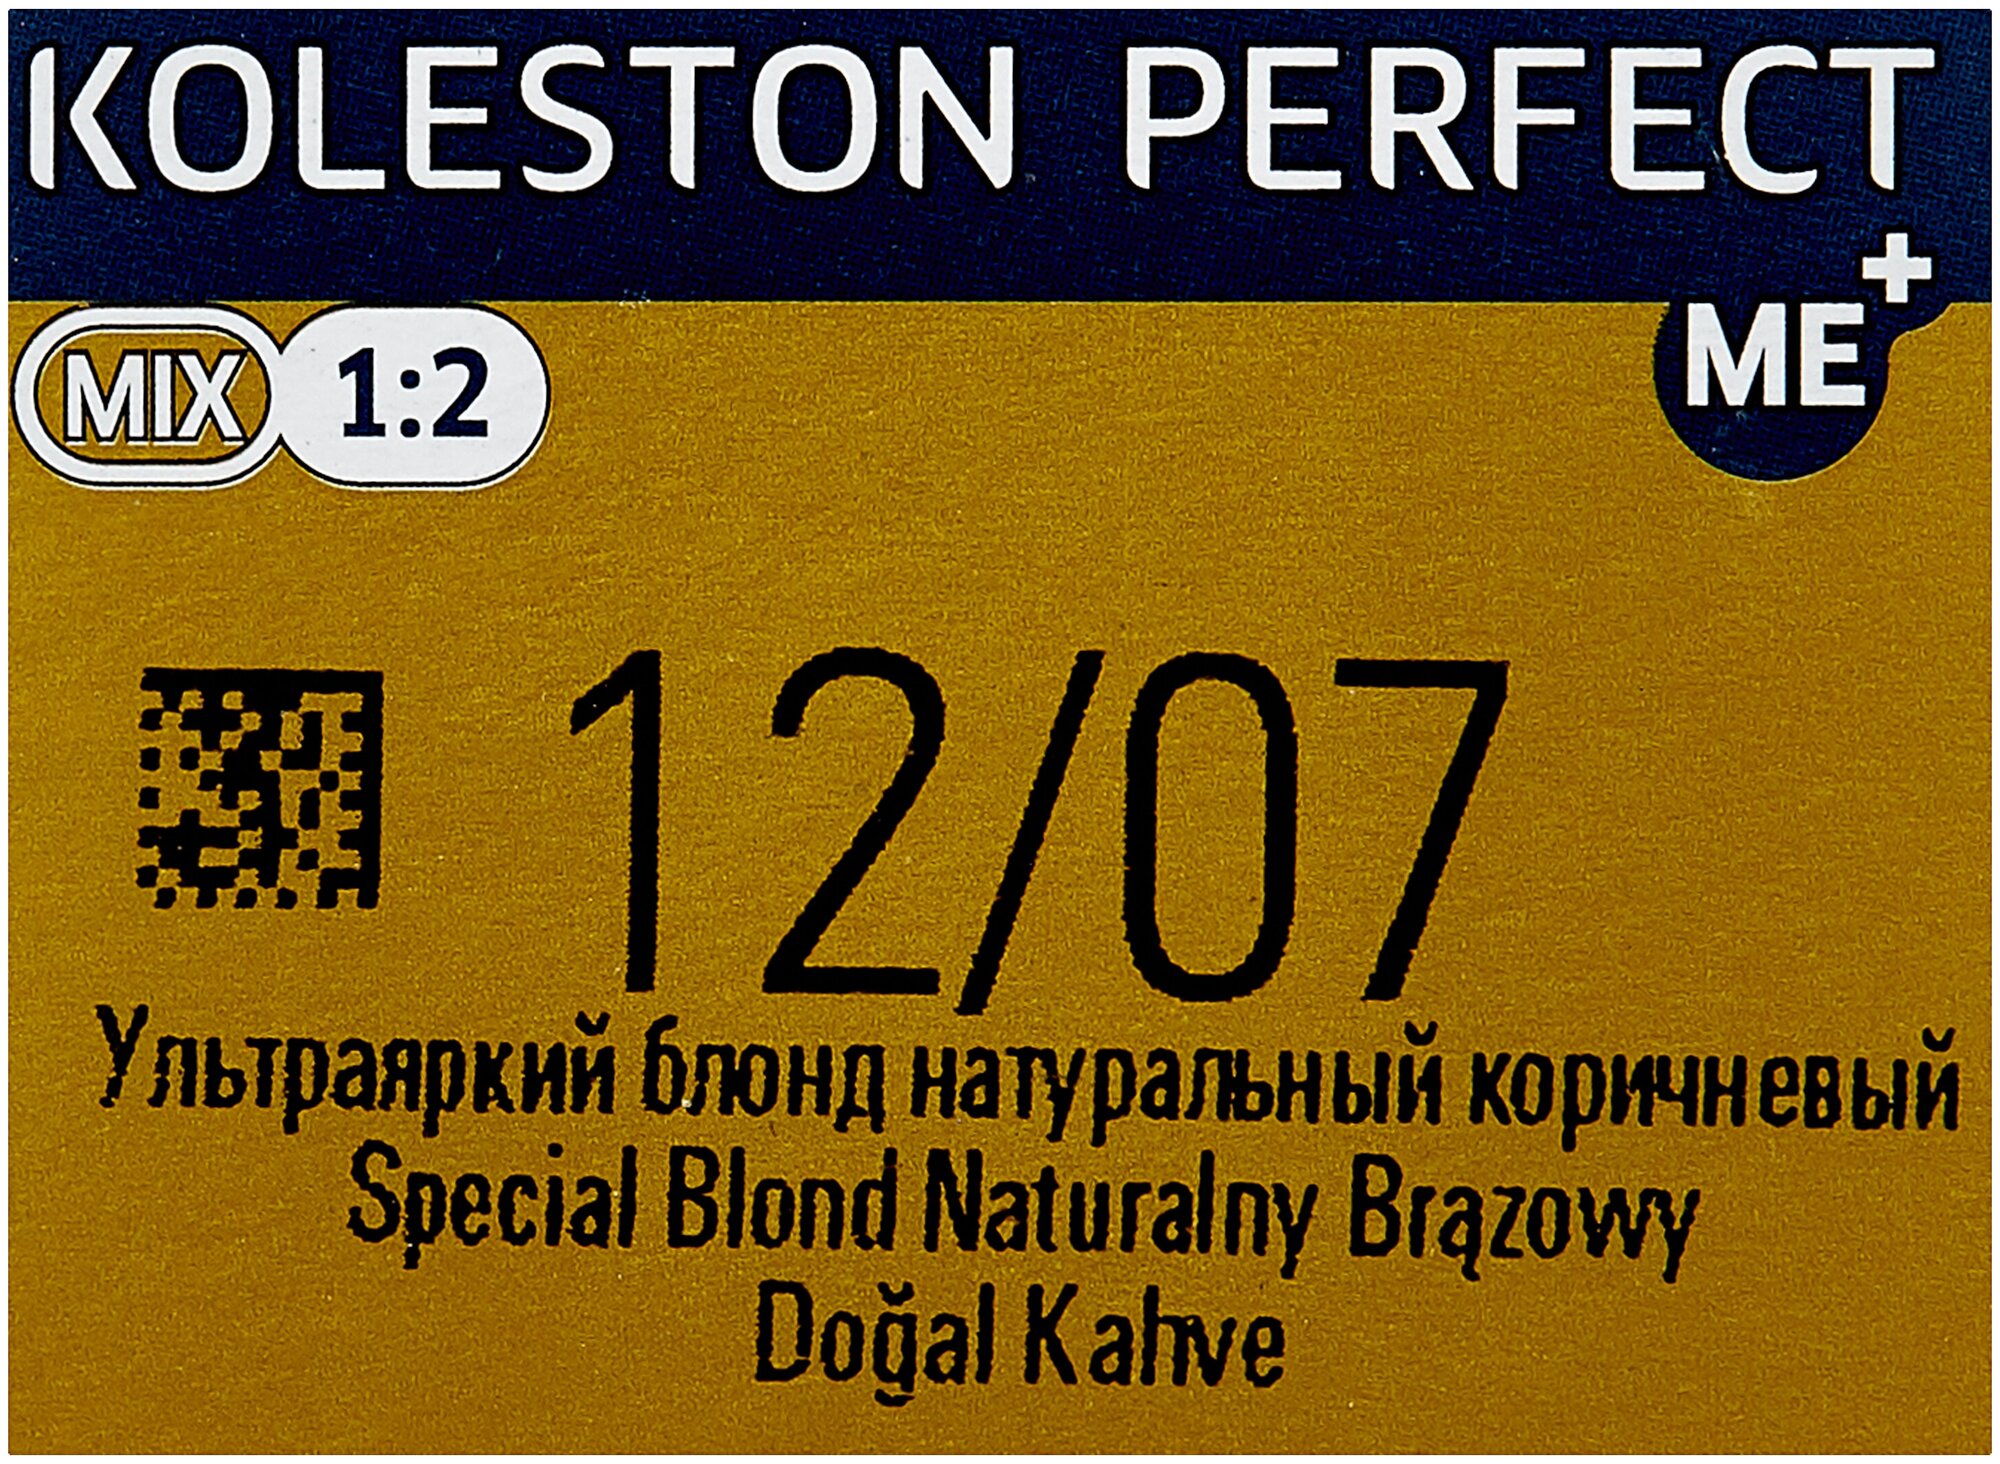 KOLESTON PERFECT
ME+
MIX 1:2
12/07
Ультраяркий блонд натуральный коричневый
Special Blond Naturalny Brązowy
Doğal Kahve